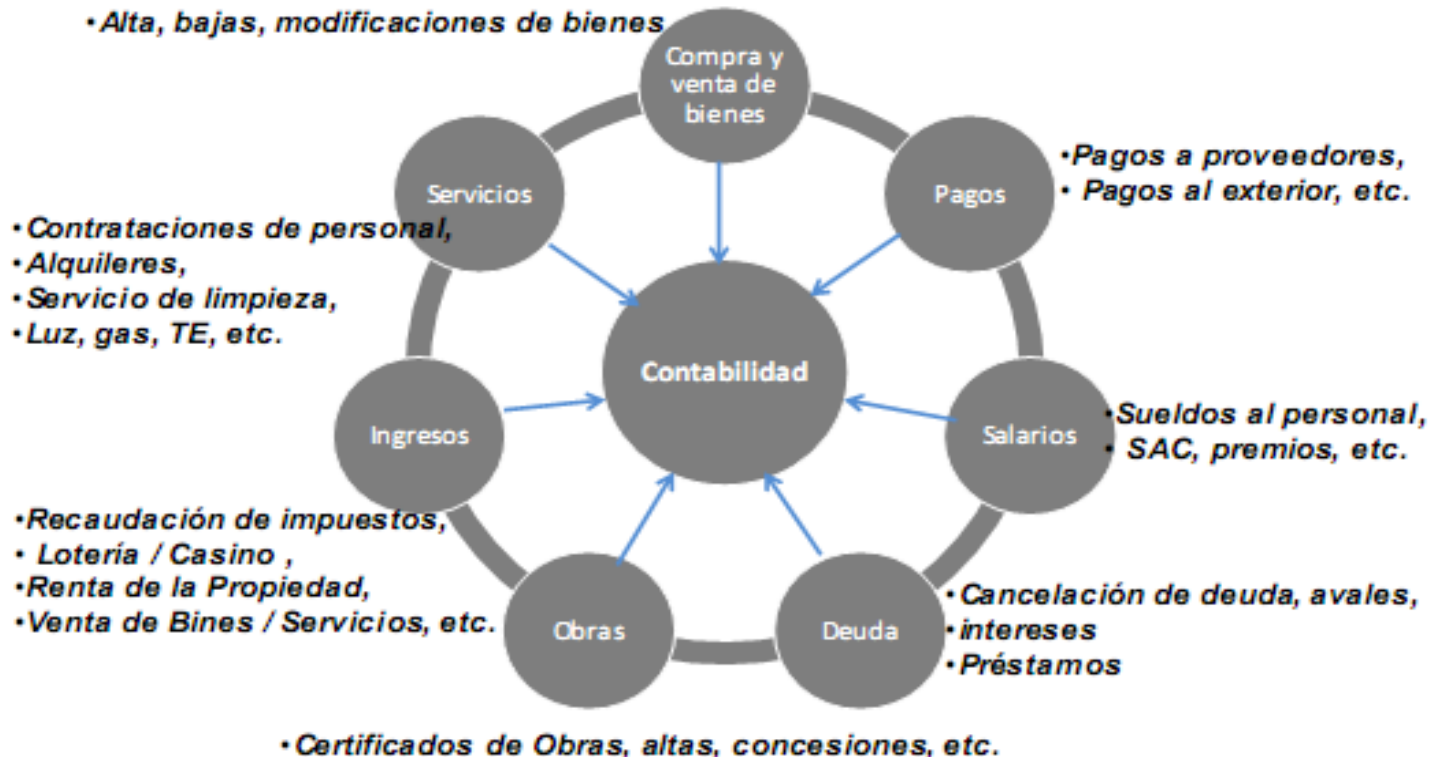 •Alta, bajas, modificaciones de bienes
Compra y
venta de
bienes
Servicios
Pagos
•Pagos a proveedores,
• Pagos al exterior, etc.
•Contrataciones de personal,
•Alquileres,
•Servicio de limpieza,
•Luz, gas, TE, etc.
Contabilidad
Ingresos
Salarios
•Sueldos al personal,
• SAC, premios, etc.
•Recaudación de impuestos,
• Lotería / Casino ,
•Renta de la Propiedad,
•Venta de Bines / Servicios, etc.
Obras
Deuda
•Cancelación de deuda, avales,
•intereses
•Préstamos
•Certificados de Obras, altas, concesiones, etc.